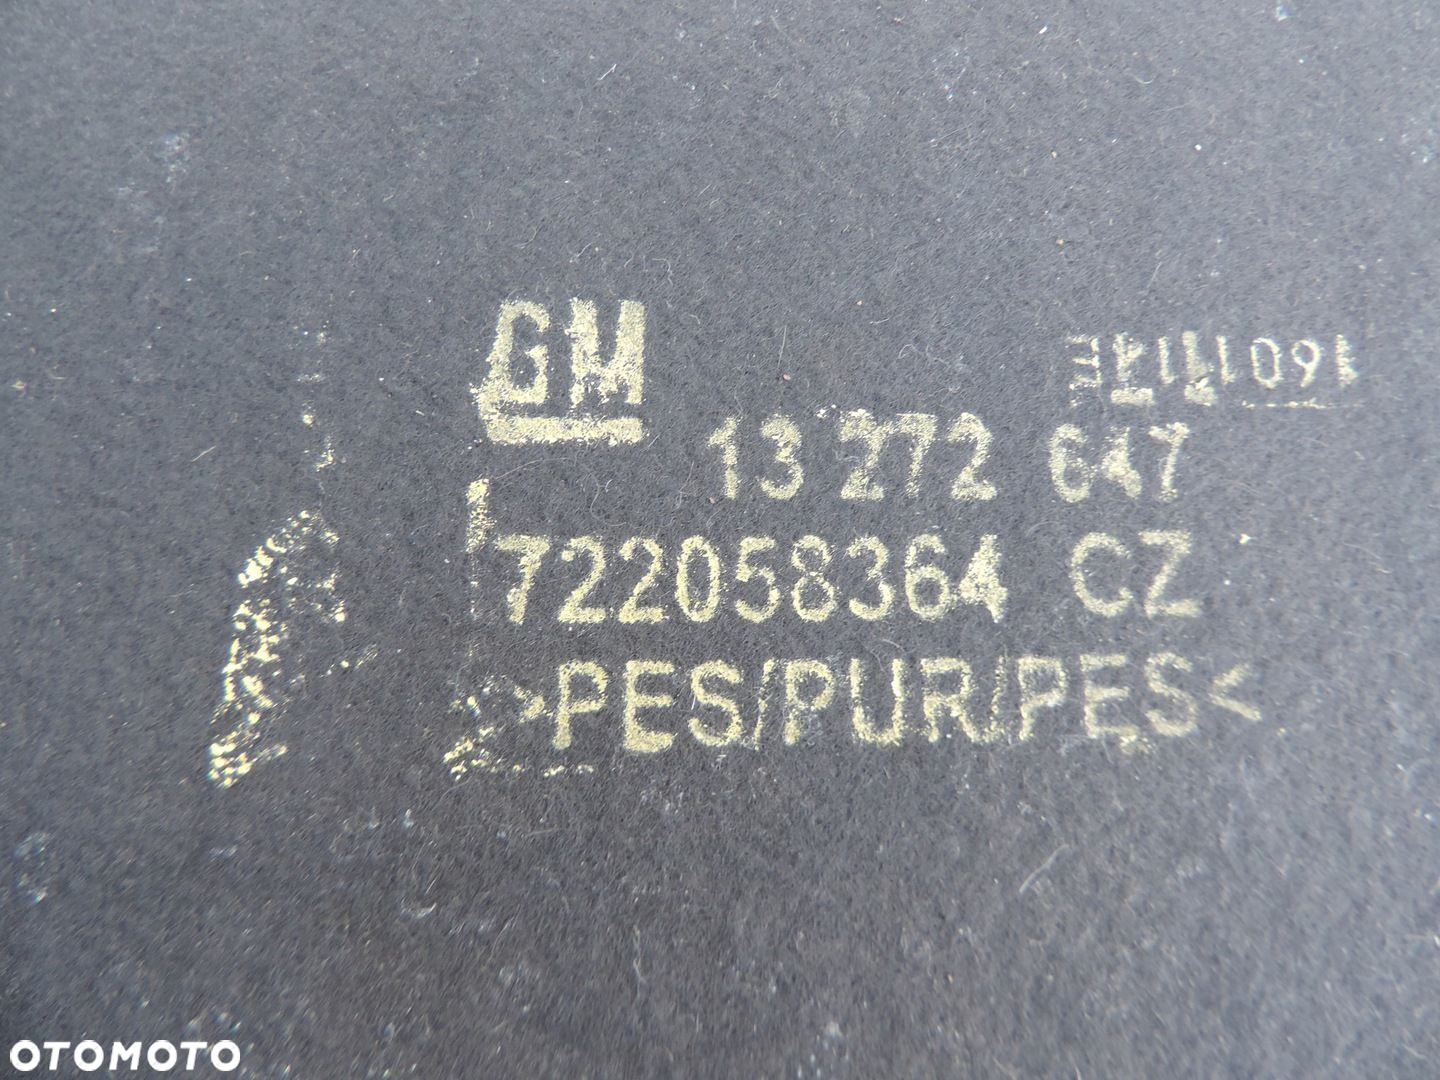 GM
13 272 647
722058364 CZ
>PES/PUR/PES<
OTOMOTO